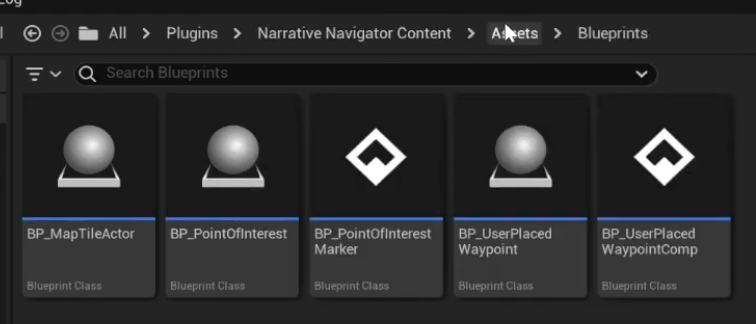 All > Plugins > Narrative Navigator Content > Assets > Blueprints
Search Blueprints
BP_MapTileActor
Blueprint Class
BP_PointOfInterest
Blueprint Class
BP_PointOfInterest
Marker
Blueprint Class
BP_UserPlaced
Waypoint
Blueprint Class
BP_UserPlaced
WaypointComp
Blueprint Class